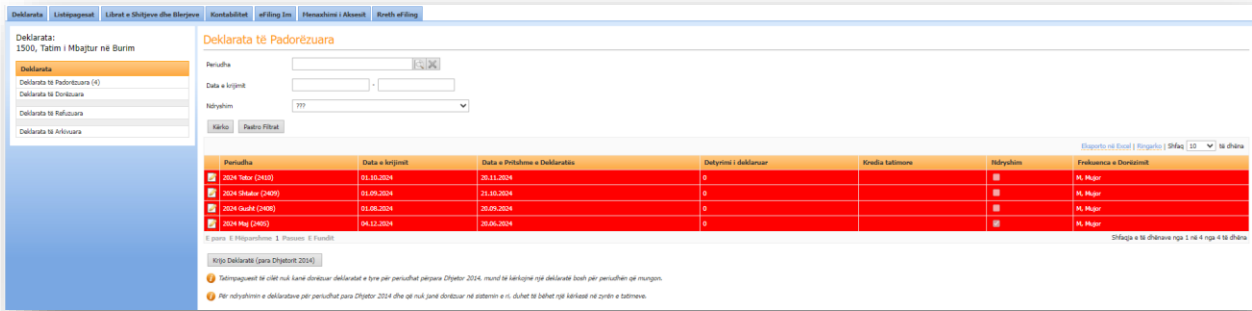 Deklarata Listëpagesat Librat e Shitjeve dhe Blerjeve Kontabilitet eFiling Im Menaxhimi i Aksesit Rreth eFiling
Deklarata:
1500, Tatim i Mbajtur në Burim
Deklarata
Deklarata të Padorëzuara (4)
Deklarata të Dorëzuara
Deklarata të Refuzuara
Deklarata të Arkivuara
Deklarata të Padorëzuara
Periudha
Data e krijimit -
Ndryshim ???
Kërko Pastro Filtrat
Eksporto në Excel | Ringarko | Shfaq 10 të dhëna
Periudha Data e krijimit Data e Pritshme e Deklaratës Detyrimi i deklaruar Kredia tatimore Ndryshim Frekuenca e Dorëzimit
2024 Tetor (2410) 01.10.2024 20.11.2024 0 M, Mujor
2024 Shtator (2409) 01.09.2024 21.10.2024 0 M, Mujor
2024 Gusht (2408) 01.08.2024 20.09.2024 0 M, Mujor
2024 Maj (2405) 04.12.2024 20.06.2024 0 M, Mujor
E para E Mëparshme 1 Pasues E Fundit Shfaqja e të dhënave nga 1 në 4 nga 4 të dhëna
Krijo Deklaratë (para Dhjetorit 2014)
Tatimpaguesit të cilët nuk kanë dorëzuar deklaratat e tyre për periudhat përpara Dhjetor 2014, mund të kërkojnë një deklaratë bosh për periudhën që mungon.
Për ndryshimin e deklaratave për periudhat para Dhjetor 2014 dhe që nuk janë dorëzuar në sistemin e ri, duhet të bëhet një kërkesë në zyrën e tatimeve.